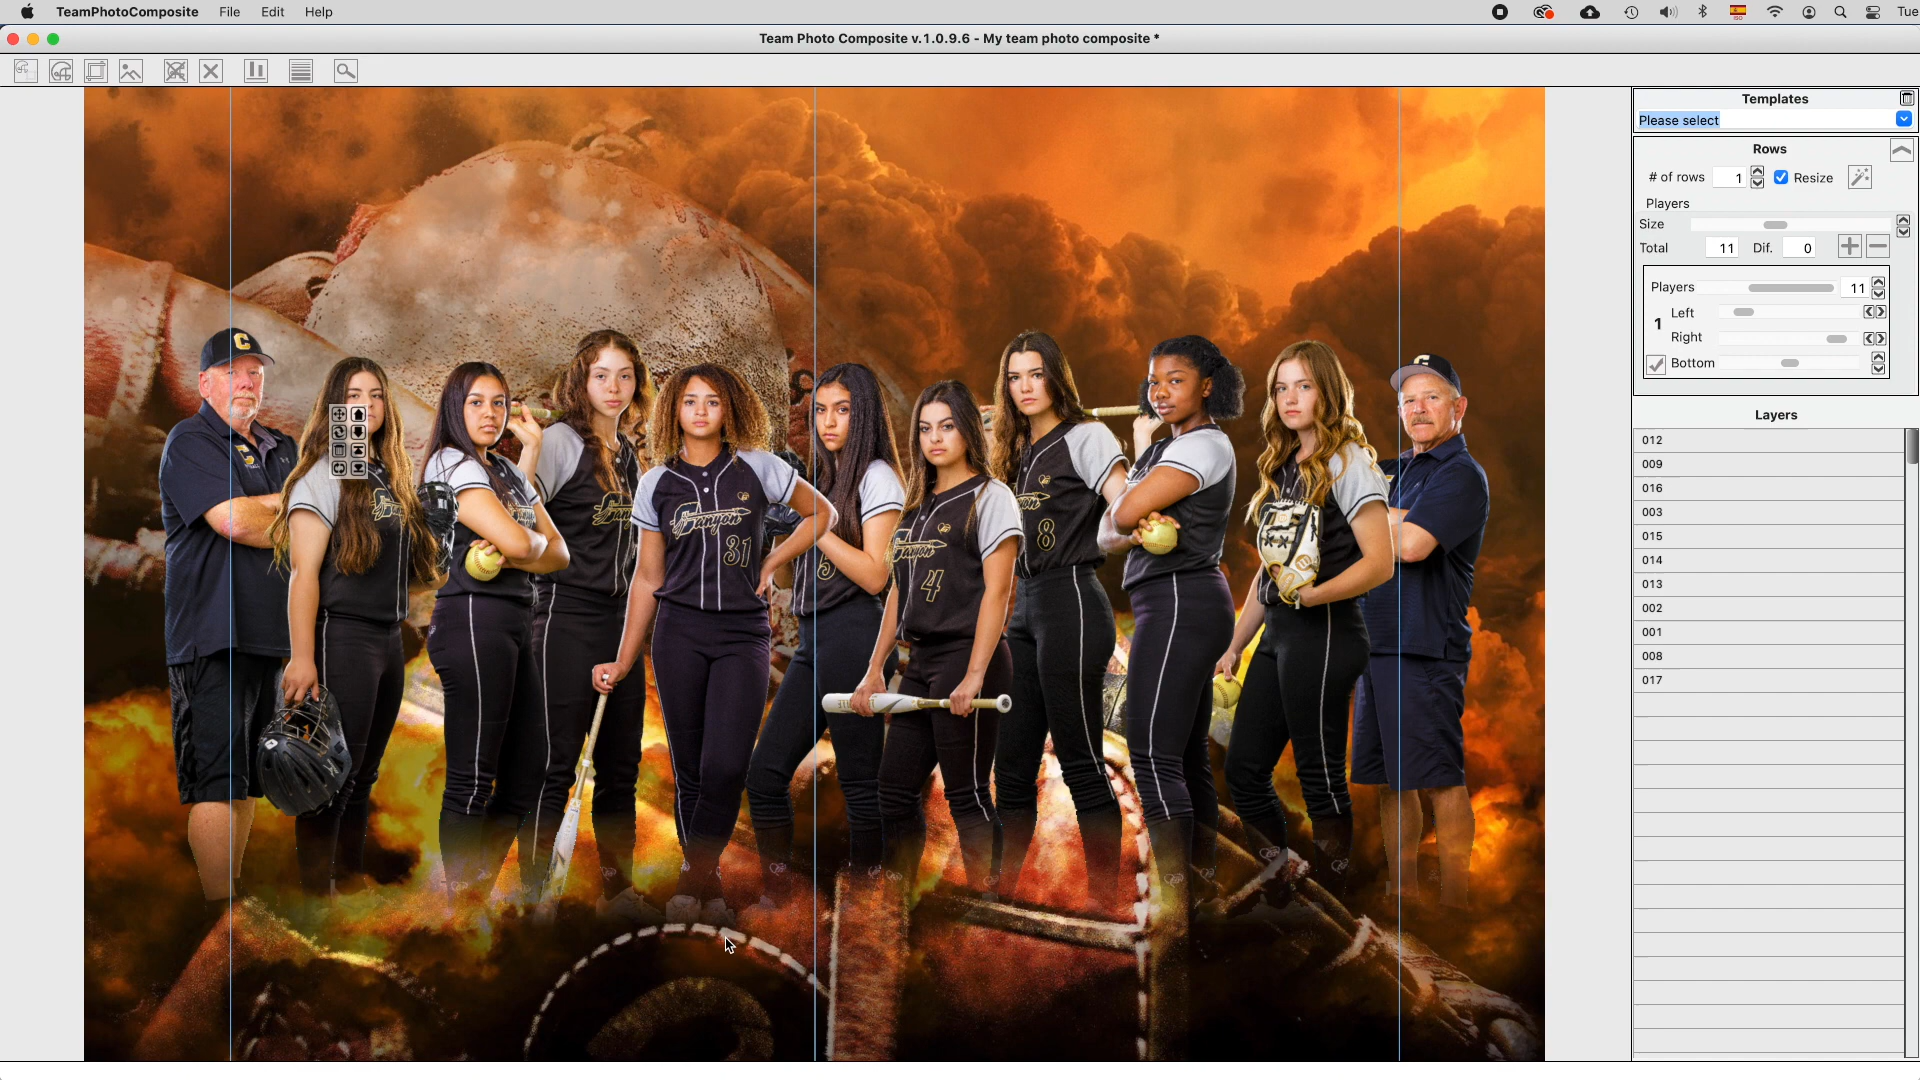 TeamPhotoComposite File Edit Help Tue
Team Photo Composite v.1.0.9.6 - My team photo composite *
Templates
Please select
Rows
# of rows 1 Resize
Players
Size
Total 11 Dif. 0
Players 11
1
Left
Right
Bottom
Layers
012
009
016
003
015
014
013
002
001
008
017
C
C
Canyon
31
5
Canyon
4
8